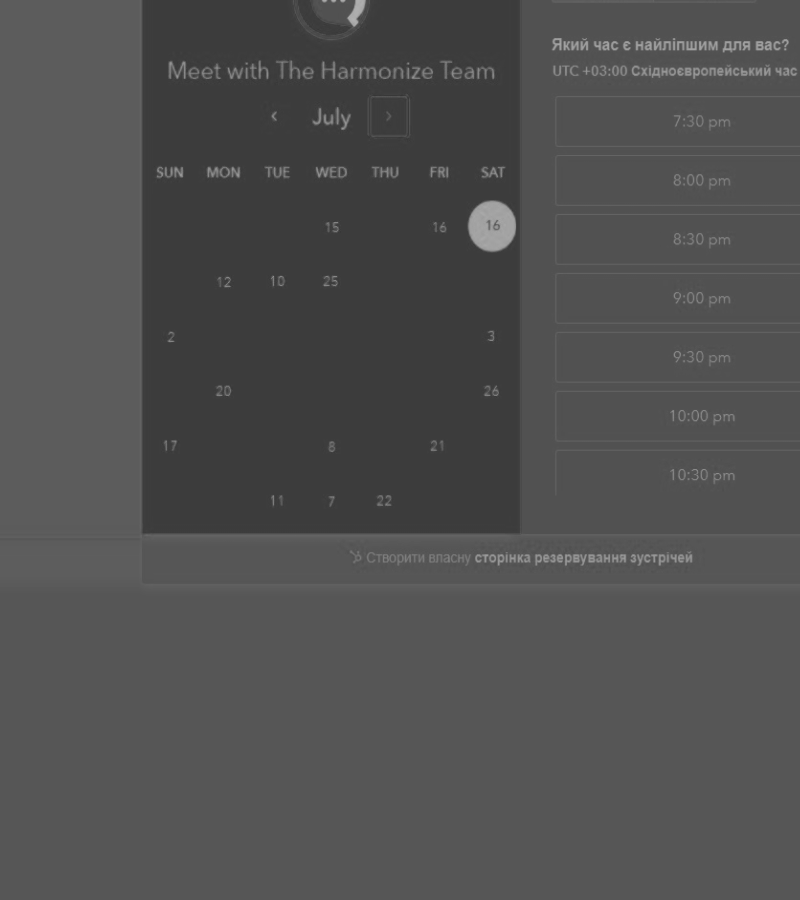 Meet with The Harmonize Team
July
SUN MON TUE WED THU FRI SAT
15 16 16
12 10 25
2 3
20 26
17 8 21
11 7 22
Який час є найліпшим для вас?
UTC +03:00 Східноєвропейський час
7:30 pm
8:00 pm
8:30 pm
9:00 pm
9:30 pm
10:00 pm
10:30 pm
Створити власну сторінка резервування зустрічей